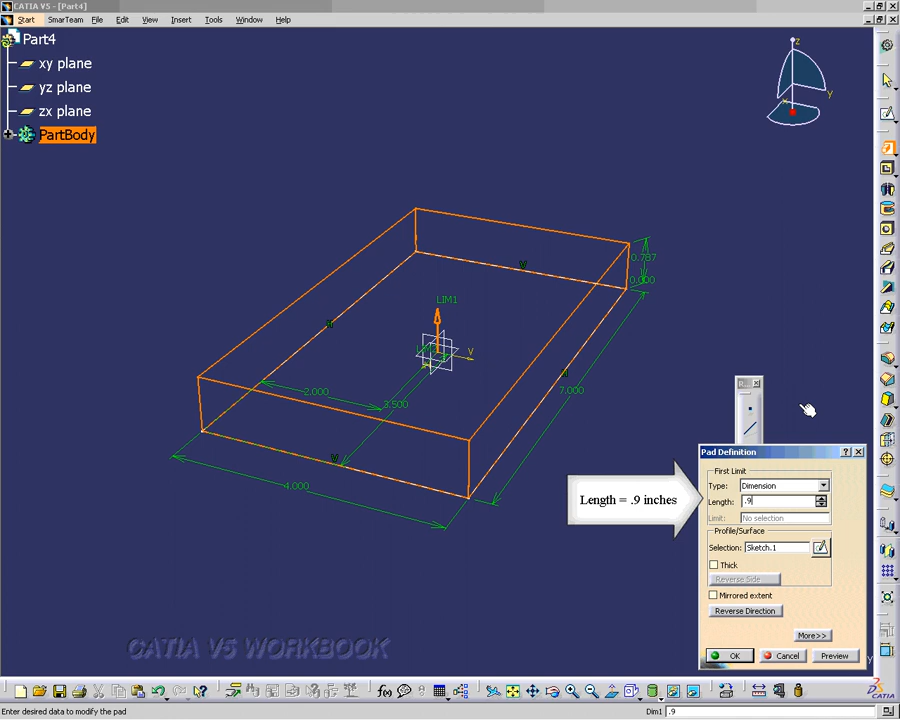 CATIA V5 - [Part4]
Start SmarTeam File Edit View Insert Tools Window Help
Part4
xy plane
yz plane
zx plane
PartBody
z
y
x
LIM1
0.787
0.000
V
H
V
H
V
2.000
3.500
7.000
4.000
Length = .9 inches
Pad Definition
First Limit
Type: Dimension
Length: .9
Limit: No selection
Profile/Surface
Selection: Sketch.1
Thick
Reverse Side
Mirrored extent
Reverse Direction
More>>
OK Cancel Preview
CATIA V5 WORKBOOK
f(x)
CATIA
Enter desired data to modify the pad
Dim1 .9